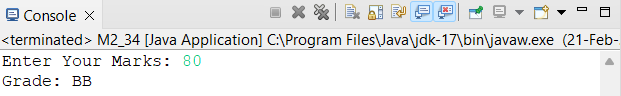 Console
<terminated> M2_34 [Java Application] C:\Program Files\Java\jdk-17\bin\javaw.exe (21-Feb-
Enter Your Marks: 80
Grade: BB